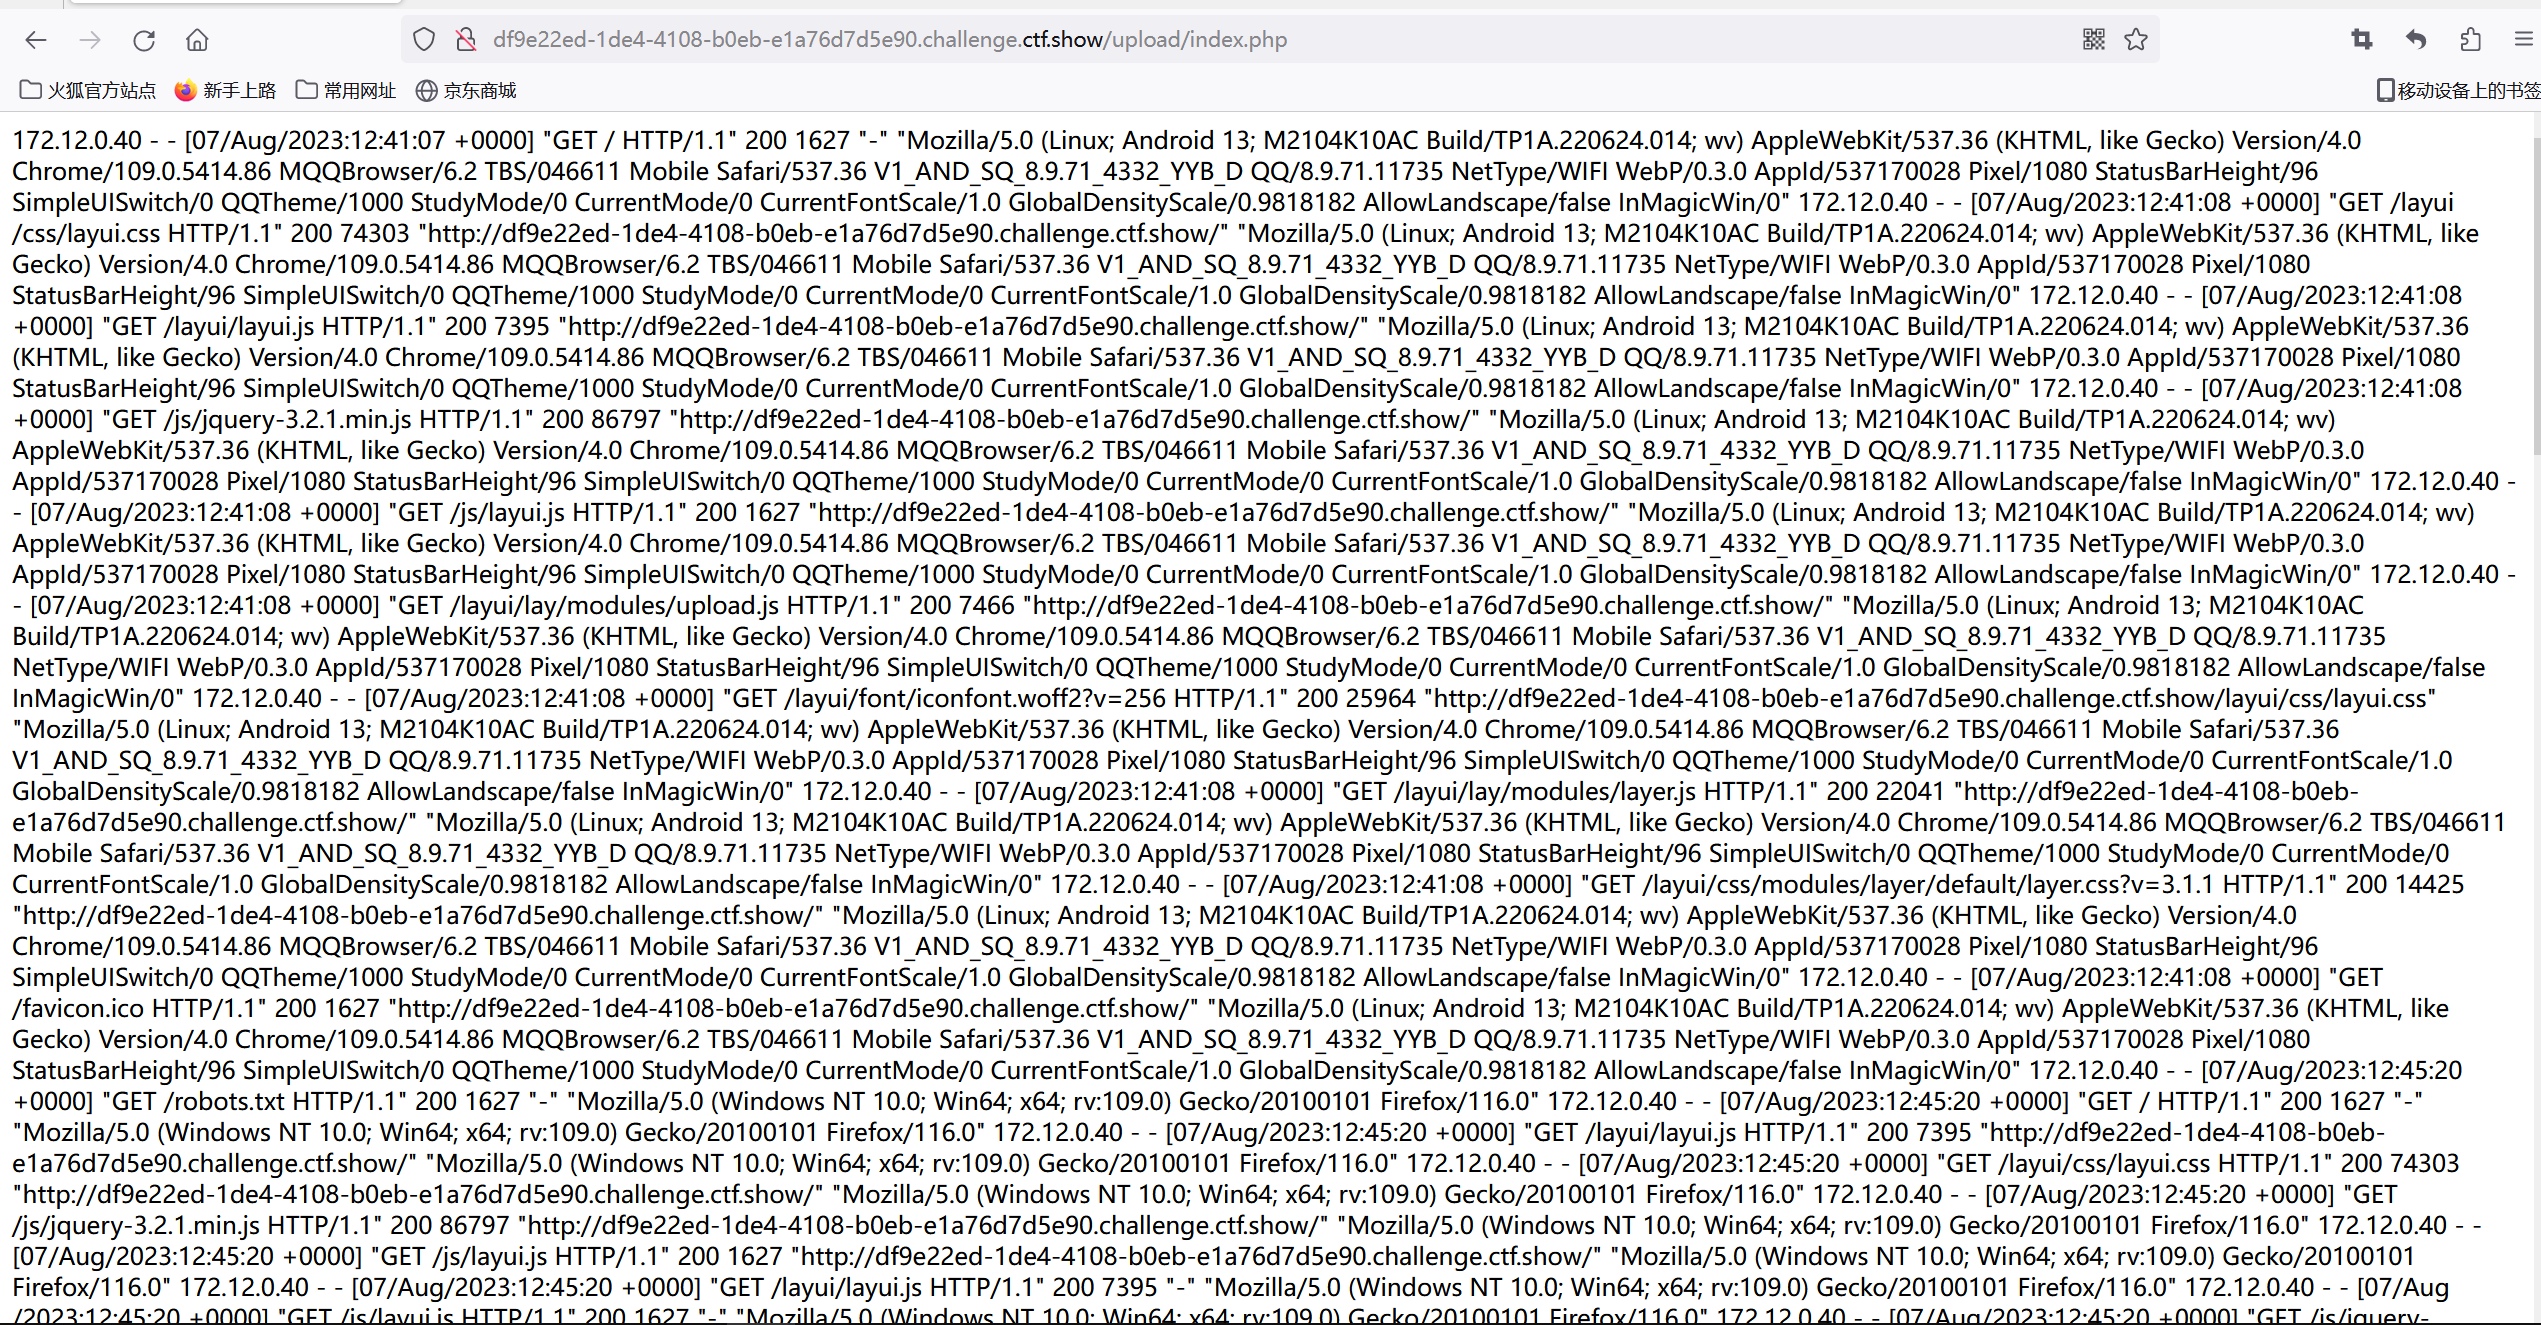 df9e22ed-1de4-4108-b0eb-e1a76d7d5e90.challenge.ctf.show/upload/index.php
火狐官方站点 新手上路 常用网址 京东商城 移动设备上的书签
172.12.0.40 - - [07/Aug/2023:12:41:07 +0000] "GET / HTTP/1.1" 200 1627 "-" "Mozilla/5.0 (Linux; Android 13; M2104K10AC Build/TP1A.220624.014; wv) AppleWebKit/537.36 (KHTML, like Gecko) Version/4.0
Chrome/109.0.5414.86 MQQBrowser/6.2 TBS/046611 Mobile Safari/537.36 V1_AND_SQ_8.9.71_4332_YYB_D QQ/8.9.71.11735 NetType/WIFI WebP/0.3.0 AppId/537170028 Pixel/1080 StatusBarHeight/96
SimpleUISwitch/0 QQTheme/1000 StudyMode/0 CurrentMode/0 CurrentFontScale/1.0 GlobalDensityScale/0.9818182 AllowLandscape/false InMagicWin/0" 172.12.0.40 - - [07/Aug/2023:12:41:08 +0000] "GET /layui
/css/layui.css HTTP/1.1" 200 74303 "http://df9e22ed-1de4-4108-b0eb-e1a76d7d5e90.challenge.ctf.show/" "Mozilla/5.0 (Linux; Android 13; M2104K10AC Build/TP1A.220624.014; wv) AppleWebKit/537.36 (KHTML, like
Gecko) Version/4.0 Chrome/109.0.5414.86 MQQBrowser/6.2 TBS/046611 Mobile Safari/537.36 V1_AND_SQ_8.9.71_4332_YYB_D QQ/8.9.71.11735 NetType/WIFI WebP/0.3.0 AppId/537170028 Pixel/1080
StatusBarHeight/96 SimpleUISwitch/0 QQTheme/1000 StudyMode/0 CurrentMode/0 CurrentFontScale/1.0 GlobalDensityScale/0.9818182 AllowLandscape/false InMagicWin/0" 172.12.0.40 - - [07/Aug/2023:12:41:08
+0000] "GET /layui/layui.js HTTP/1.1" 200 7395 "http://df9e22ed-1de4-4108-b0eb-e1a76d7d5e90.challenge.ctf.show/" "Mozilla/5.0 (Linux; Android 13; M2104K10AC Build/TP1A.220624.014; wv) AppleWebKit/537.36
(KHTML, like Gecko) Version/4.0 Chrome/109.0.5414.86 MQQBrowser/6.2 TBS/046611 Mobile Safari/537.36 V1_AND_SQ_8.9.71_4332_YYB_D QQ/8.9.71.11735 NetType/WIFI WebP/0.3.0 AppId/537170028 Pixel/1080
StatusBarHeight/96 SimpleUISwitch/0 QQTheme/1000 StudyMode/0 CurrentMode/0 CurrentFontScale/1.0 GlobalDensityScale/0.9818182 AllowLandscape/false InMagicWin/0" 172.12.0.40 - - [07/Aug/2023:12:41:08
+0000] "GET /js/jquery-3.2.1.min.js HTTP/1.1" 200 86797 "http://df9e22ed-1de4-4108-b0eb-e1a76d7d5e90.challenge.ctf.show/" "Mozilla/5.0 (Linux; Android 13; M2104K10AC Build/TP1A.220624.014; wv)
AppleWebKit/537.36 (KHTML, like Gecko) Version/4.0 Chrome/109.0.5414.86 MQQBrowser/6.2 TBS/046611 Mobile Safari/537.36 V1_AND_SQ_8.9.71_4332_YYB_D QQ/8.9.71.11735 NetType/WIFI WebP/0.3.0
AppId/537170028 Pixel/1080 StatusBarHeight/96 SimpleUISwitch/0 QQTheme/1000 StudyMode/0 CurrentMode/0 CurrentFontScale/1.0 GlobalDensityScale/0.9818182 AllowLandscape/false InMagicWin/0" 172.12.0.40 -
- [07/Aug/2023:12:41:08 +0000] "GET /js/layui.js HTTP/1.1" 200 1627 "http://df9e22ed-1de4-4108-b0eb-e1a76d7d5e90.challenge.ctf.show/" "Mozilla/5.0 (Linux; Android 13; M2104K10AC Build/TP1A.220624.014; wv)
AppleWebKit/537.36 (KHTML, like Gecko) Version/4.0 Chrome/109.0.5414.86 MQQBrowser/6.2 TBS/046611 Mobile Safari/537.36 V1_AND_SQ_8.9.71_4332_YYB_D QQ/8.9.71.11735 NetType/WIFI WebP/0.3.0
AppId/537170028 Pixel/1080 StatusBarHeight/96 SimpleUISwitch/0 QQTheme/1000 StudyMode/0 CurrentMode/0 CurrentFontScale/1.0 GlobalDensityScale/0.9818182 AllowLandscape/false InMagicWin/0" 172.12.0.40 -
- [07/Aug/2023:12:41:08 +0000] "GET /layui/lay/modules/upload.js HTTP/1.1" 200 7466 "http://df9e22ed-1de4-4108-b0eb-e1a76d7d5e90.challenge.ctf.show/" "Mozilla/5.0 (Linux; Android 13; M2104K10AC
Build/TP1A.220624.014; wv) AppleWebKit/537.36 (KHTML, like Gecko) Version/4.0 Chrome/109.0.5414.86 MQQBrowser/6.2 TBS/046611 Mobile Safari/537.36 V1_AND_SQ_8.9.71_4332_YYB_D QQ/8.9.71.11735
NetType/WIFI WebP/0.3.0 AppId/537170028 Pixel/1080 StatusBarHeight/96 SimpleUISwitch/0 QQTheme/1000 StudyMode/0 CurrentMode/0 CurrentFontScale/1.0 GlobalDensityScale/0.9818182 AllowLandscape/false
InMagicWin/0" 172.12.0.40 - - [07/Aug/2023:12:41:08 +0000] "GET /layui/font/iconfont.woff2?v=256 HTTP/1.1" 200 25964 "http://df9e22ed-1de4-4108-b0eb-e1a76d7d5e90.challenge.ctf.show/layui/css/layui.css"
"Mozilla/5.0 (Linux; Android 13; M2104K10AC Build/TP1A.220624.014; wv) AppleWebKit/537.36 (KHTML, like Gecko) Version/4.0 Chrome/109.0.5414.86 MQQBrowser/6.2 TBS/046611 Mobile Safari/537.36
V1_AND_SQ_8.9.71_4332_YYB_D QQ/8.9.71.11735 NetType/WIFI WebP/0.3.0 AppId/537170028 Pixel/1080 StatusBarHeight/96 SimpleUISwitch/0 QQTheme/1000 StudyMode/0 CurrentMode/0 CurrentFontScale/1.0
GlobalDensityScale/0.9818182 AllowLandscape/false InMagicWin/0" 172.12.0.40 - - [07/Aug/2023:12:41:08 +0000] "GET /layui/lay/modules/layer.js HTTP/1.1" 200 22041 "http://df9e22ed-1de4-4108-b0eb-
e1a76d7d5e90.challenge.ctf.show/" "Mozilla/5.0 (Linux; Android 13; M2104K10AC Build/TP1A.220624.014; wv) AppleWebKit/537.36 (KHTML, like Gecko) Version/4.0 Chrome/109.0.5414.86 MQQBrowser/6.2 TBS/046611
Mobile Safari/537.36 V1_AND_SQ_8.9.71_4332_YYB_D QQ/8.9.71.11735 NetType/WIFI WebP/0.3.0 AppId/537170028 Pixel/1080 StatusBarHeight/96 SimpleUISwitch/0 QQTheme/1000 StudyMode/0 CurrentMode/0
CurrentFontScale/1.0 GlobalDensityScale/0.9818182 AllowLandscape/false InMagicWin/0" 172.12.0.40 - - [07/Aug/2023:12:41:08 +0000] "GET /layui/css/modules/layer/default/layer.css?v=3.1.1 HTTP/1.1" 200 14425
"http://df9e22ed-1de4-4108-b0eb-e1a76d7d5e90.challenge.ctf.show/" "Mozilla/5.0 (Linux; Android 13; M2104K10AC Build/TP1A.220624.014; wv) AppleWebKit/537.36 (KHTML, like Gecko) Version/4.0
Chrome/109.0.5414.86 MQQBrowser/6.2 TBS/046611 Mobile Safari/537.36 V1_AND_SQ_8.9.71_4332_YYB_D QQ/8.9.71.11735 NetType/WIFI WebP/0.3.0 AppId/537170028 Pixel/1080 StatusBarHeight/96
SimpleUISwitch/0 QQTheme/1000 StudyMode/0 CurrentMode/0 CurrentFontScale/1.0 GlobalDensityScale/0.9818182 AllowLandscape/false InMagicWin/0" 172.12.0.40 - - [07/Aug/2023:12:41:08 +0000] "GET
/favicon.ico HTTP/1.1" 200 1627 "http://df9e22ed-1de4-4108-b0eb-e1a76d7d5e90.challenge.ctf.show/" "Mozilla/5.0 (Linux; Android 13; M2104K10AC Build/TP1A.220624.014; wv) AppleWebKit/537.36 (KHTML, like
Gecko) Version/4.0 Chrome/109.0.5414.86 MQQBrowser/6.2 TBS/046611 Mobile Safari/537.36 V1_AND_SQ_8.9.71_4332_YYB_D QQ/8.9.71.11735 NetType/WIFI WebP/0.3.0 AppId/537170028 Pixel/1080
StatusBarHeight/96 SimpleUISwitch/0 QQTheme/1000 StudyMode/0 CurrentMode/0 CurrentFontScale/1.0 GlobalDensityScale/0.9818182 AllowLandscape/false InMagicWin/0" 172.12.0.40 - - [07/Aug/2023:12:45:20
+0000] "GET /robots.txt HTTP/1.1" 200 1627 "-" "Mozilla/5.0 (Windows NT 10.0; Win64; x64; rv:109.0) Gecko/20100101 Firefox/116.0" 172.12.0.40 - - [07/Aug/2023:12:45:20 +0000] "GET / HTTP/1.1" 200 1627 "-"
"Mozilla/5.0 (Windows NT 10.0; Win64; x64; rv:109.0) Gecko/20100101 Firefox/116.0" 172.12.0.40 - - [07/Aug/2023:12:45:20 +0000] "GET /layui/layui.js HTTP/1.1" 200 7395 "http://df9e22ed-1de4-4108-b0eb-
e1a76d7d5e90.challenge.ctf.show/" "Mozilla/5.0 (Windows NT 10.0; Win64; x64; rv:109.0) Gecko/20100101 Firefox/116.0" 172.12.0.40 - - [07/Aug/2023:12:45:20 +0000] "GET /layui/css/layui.css HTTP/1.1" 200 74303
"http://df9e22ed-1de4-4108-b0eb-e1a76d7d5e90.challenge.ctf.show/" "Mozilla/5.0 (Windows NT 10.0; Win64; x64; rv:109.0) Gecko/20100101 Firefox/116.0" 172.12.0.40 - - [07/Aug/2023:12:45:20 +0000] "GET
/js/jquery-3.2.1.min.js HTTP/1.1" 200 86797 "http://df9e22ed-1de4-4108-b0eb-e1a76d7d5e90.challenge.ctf.show/" "Mozilla/5.0 (Windows NT 10.0; Win64; x64; rv:109.0) Gecko/20100101 Firefox/116.0" 172.12.0.40 - -
[07/Aug/2023:12:45:20 +0000] "GET /js/layui.js HTTP/1.1" 200 1627 "http://df9e22ed-1de4-4108-b0eb-e1a76d7d5e90.challenge.ctf.show/" "Mozilla/5.0 (Windows NT 10.0; Win64; x64; rv:109.0) Gecko/20100101
Firefox/116.0" 172.12.0.40 - - [07/Aug/2023:12:45:20 +0000] "GET /layui/layui.js HTTP/1.1" 200 7395 "-" "Mozilla/5.0 (Windows NT 10.0; Win64; x64; rv:109.0) Gecko/20100101 Firefox/116.0" 172.12.0.40 - - [07/Aug
/2023:12:45:20 +0000] "GET /js/layui.js HTTP/1.1" 200 1627 "-" "Mozilla/5.0 (Windows NT 10.0; Win64; x64; rv:109.0) Gecko/20100101 Firefox/116.0" 172.12.0.40 - - [07/Aug/2023:12:45:20 +0000] "GET /js/jquery-